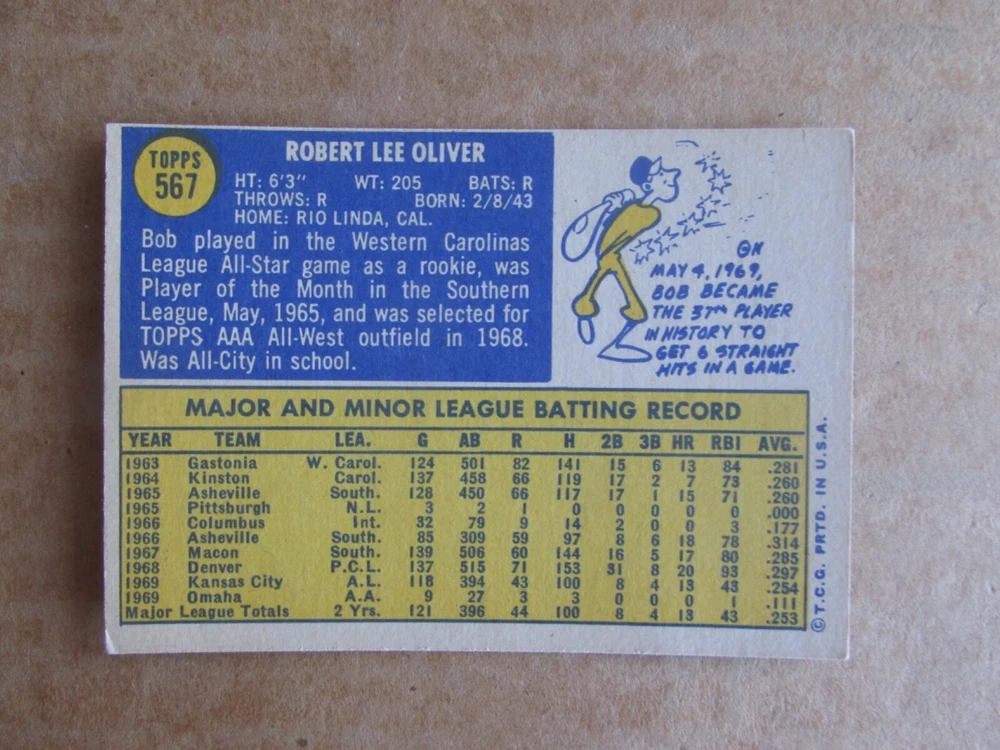 TOPPS
567
ROBERT LEE OLIVER
HT: 6'3" WT: 205 BATS: R
THROWS: R BORN: 2/8/43
HOME: RIO LINDA, CAL.
Bob played in the Western Carolinas
League All-Star game as a rookie, was
Player of the Month in the Southern
League, May, 1965, and was selected for
TOPPS AAA All-West outfield in 1968.
Was All-City in school.
ON
MAY 4, 1969,
BOB BECAME
THE 37TH PLAYER
IN HISTORY TO
GET 6 STRAIGHT
HITS IN A GAME.
MAJOR AND MINOR LEAGUE BATTING RECORD
YEAR TEAM LEA. G AB R H 2B 3B HR RBI AVG.
1963 Gastonia W. Carol. 124 501 82 141 15 6 13 84 .281
1964 Kinston Carol. 137 458 66 119 17 2 7 73 .260
1965 Asheville South. 128 450 66 117 17 1 15 71 .260
1965 Pittsburgh N.L. 3 2 1 0 0 0 0 0 .000
1966 Columbus Int. 32 79 9 14 2 0 0 3 .177
1966 Asheville South. 85 309 59 97 8 6 18 78 .314
1967 Macon South. 139 506 60 144 16 5 17 80 .285
1968 Denver P.C.L. 137 515 71 153 31 8 20 93 .297
1969 Kansas City A.L. 118 394 43 100 8 4 13 43 .254
1969 Omaha A.A. 9 27 3 3 0 0 0 1 .111
Major League Totals 2 Yrs. 121 396 44 100 8 4 13 43 .253
© T.C.G. PRTD. IN U.S.A.